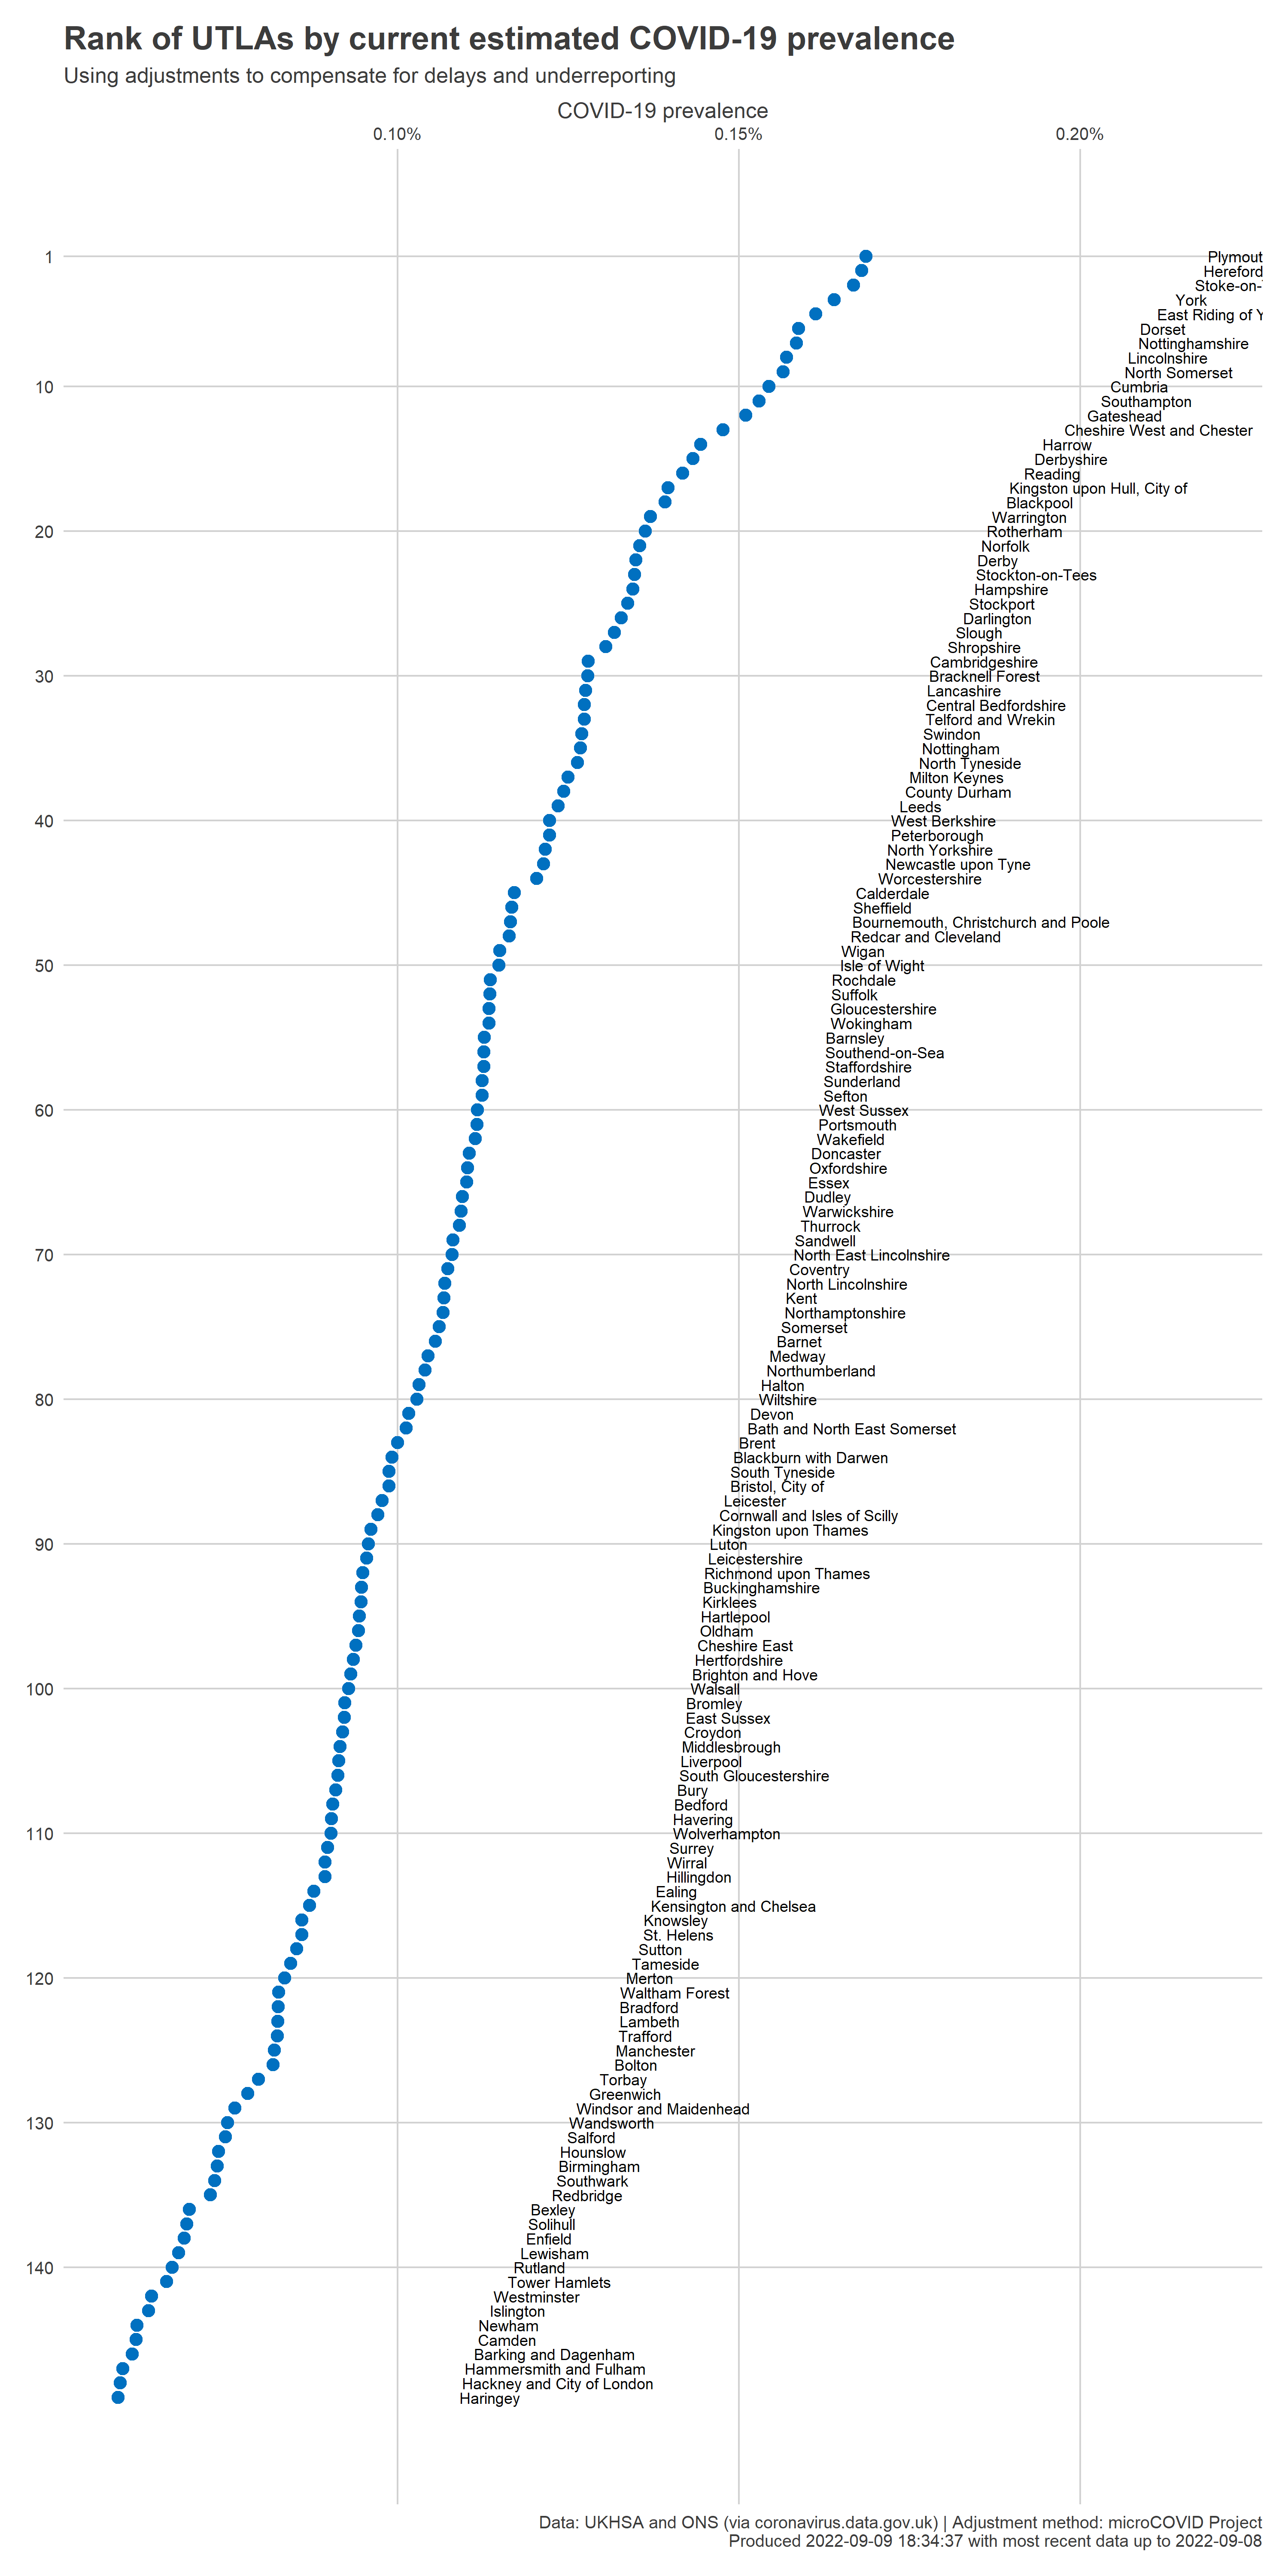 Rank of UTLAs by current estimated COVID-19 prevalence
Using adjustments to compensate for delays and underreporting
COVID-19 prevalence
0.10% 0.15% 0.20%
1 Plymout
Hereford
Stoke-on-
York
East Riding of Y
Dorset
Nottinghamshire
Lincolnshire
North Somerset
10 Cumbria
Southampton
Gateshead
Cheshire West and Chester
Harrow
Derbyshire
Reading
Kingston upon Hull, City of
Blackpool
Warrington
20 Rotherham
Norfolk
Derby
Stockton-on-Tees
Hampshire
Stockport
Darlington
Slough
Shropshire
Cambridgeshire
30 Bracknell Forest
Lancashire
Central Bedfordshire
Telford and Wrekin
Swindon
Nottingham
North Tyneside
Milton Keynes
County Durham
Leeds
40 West Berkshire
Peterborough
North Yorkshire
Newcastle upon Tyne
Worcestershire
Calderdale
Sheffield
Bournemouth, Christchurch and Poole
Redcar and Cleveland
Wigan
50 Isle of Wight
Rochdale
Suffolk
Gloucestershire
Wokingham
Barnsley
Southend-on-Sea
Staffordshire
Sunderland
Sefton
60 West Sussex
Portsmouth
Wakefield
Doncaster
Oxfordshire
Essex
Dudley
Warwickshire
Thurrock
Sandwell
70 North East Lincolnshire
Coventry
North Lincolnshire
Kent
Northamptonshire
Somerset
Barnet
Medway
Northumberland
Halton
80 Wiltshire
Devon
Bath and North East Somerset
Brent
Blackburn with Darwen
South Tyneside
Bristol, City of
Leicester
Cornwall and Isles of Scilly
Kingston upon Thames
90 Luton
Leicestershire
Richmond upon Thames
Buckinghamshire
Kirklees
Hartlepool
Oldham
Cheshire East
Hertfordshire
Brighton and Hove
100 Walsall
Bromley
East Sussex
Croydon
Middlesbrough
Liverpool
South Gloucestershire
Bury
Bedford
Havering
110 Wolverhampton
Surrey
Wirral
Hillingdon
Ealing
Kensington and Chelsea
Knowsley
St. Helens
Sutton
Tameside
120 Merton
Waltham Forest
Bradford
Lambeth
Trafford
Manchester
Bolton
Torbay
Greenwich
Windsor and Maidenhead
130 Wandsworth
Salford
Hounslow
Birmingham
Southwark
Redbridge
Bexley
Solihull
Enfield
Lewisham
140 Rutland
Tower Hamlets
Westminster
Islington
Newham
Camden
Barking and Dagenham
Hammersmith and Fulham
Hackney and City of London
Haringey
Data: UKHSA and ONS (via coronavirus.data.gov.uk) | Adjustment method: microCOVID Project
Produced 2022-09-09 18:34:37 with most recent data up to 2022-09-08